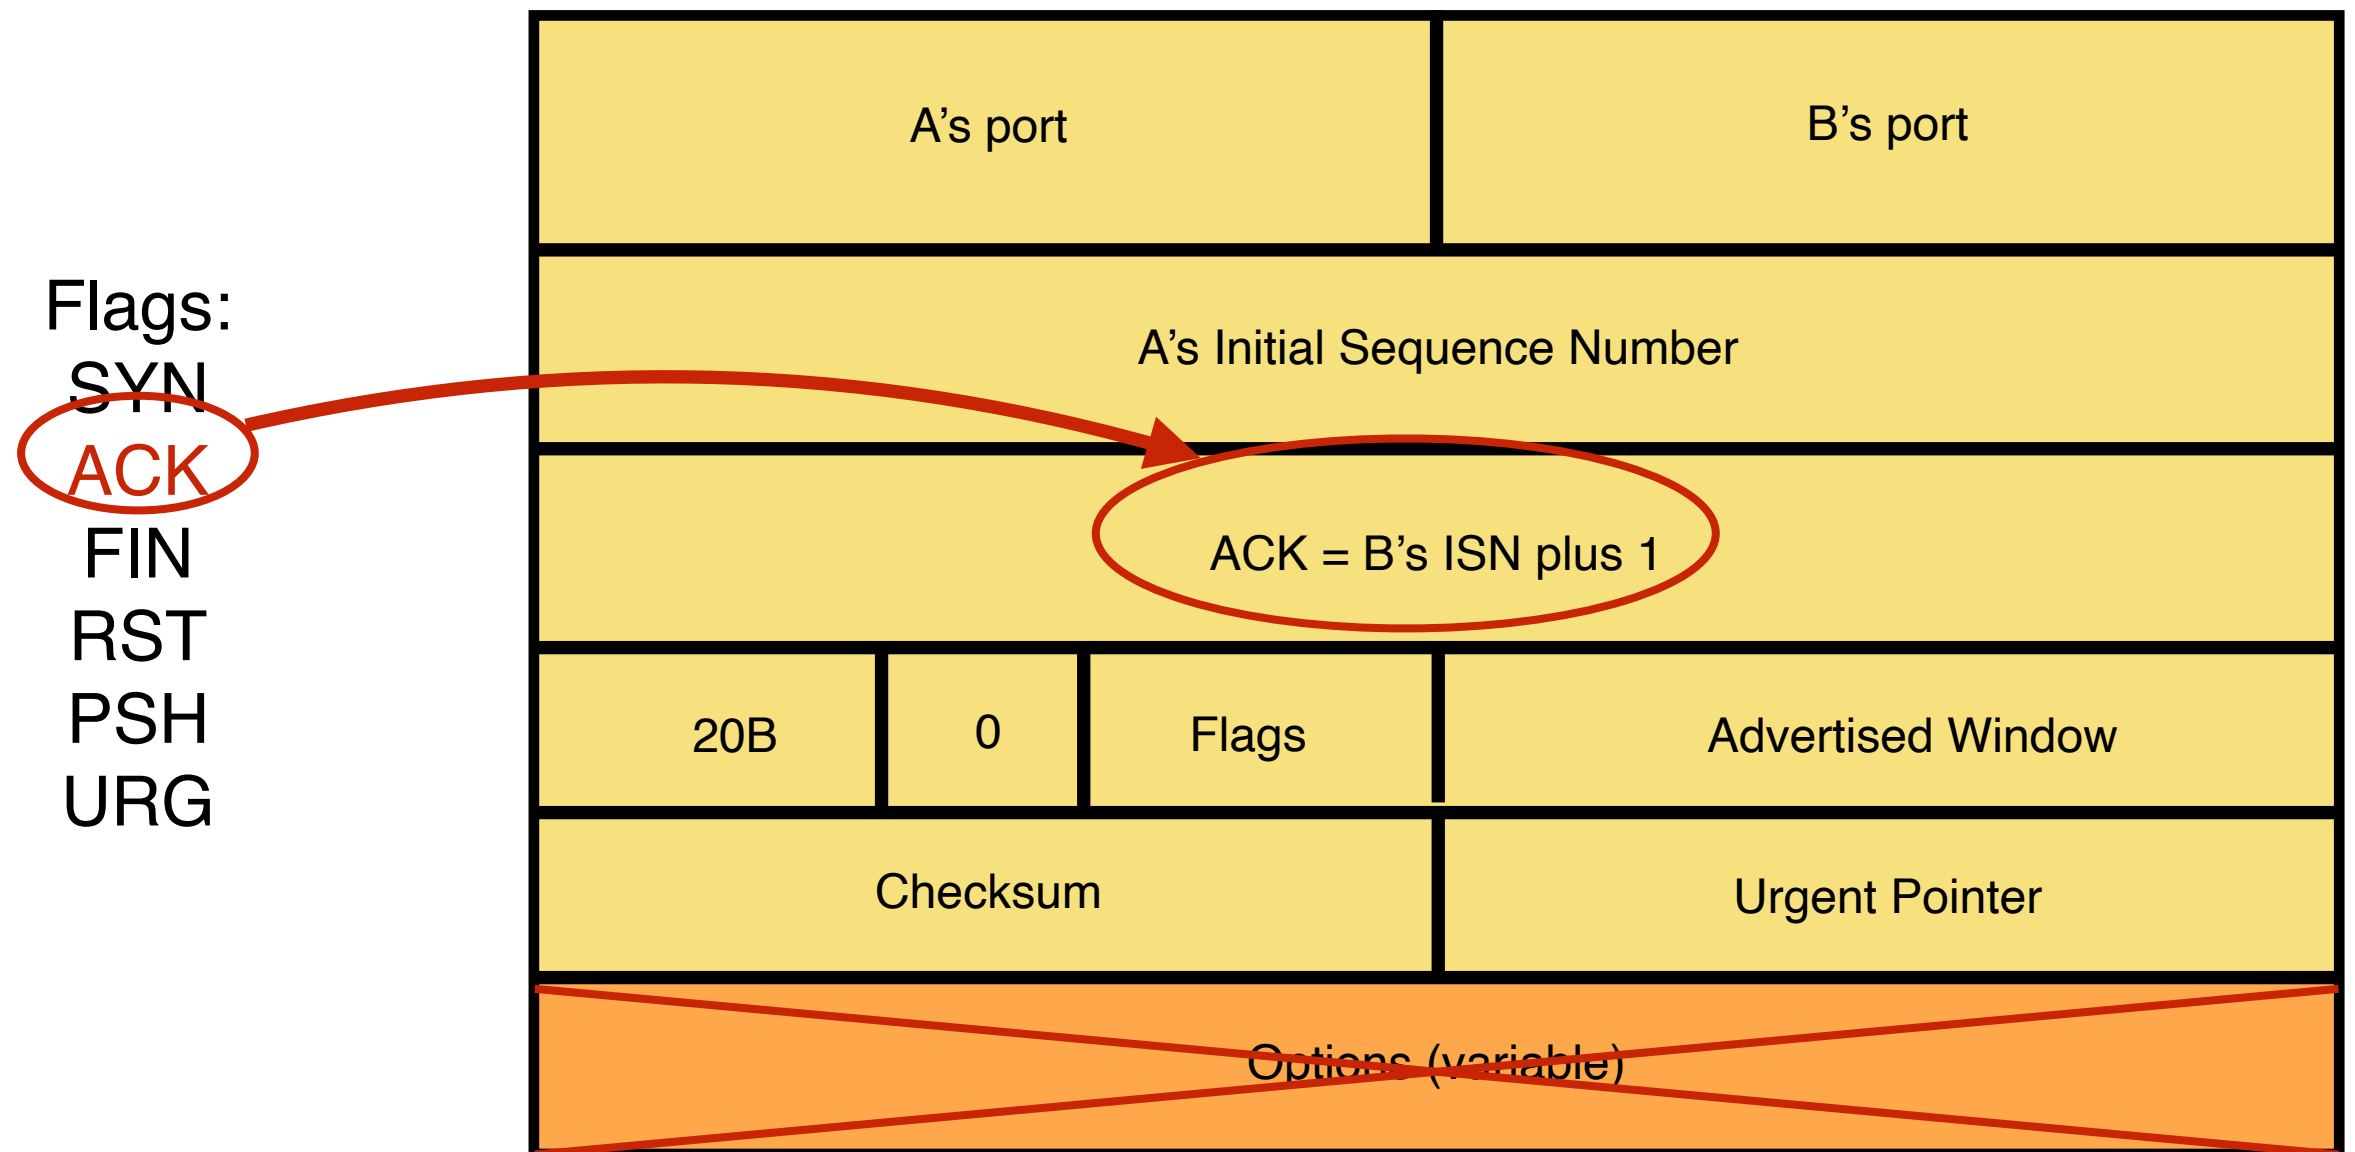 Flags:
SYN
ACK
FIN
RST
PSH
URG
A’s port
B’s port
A’s Initial Sequence Number
ACK = B’s ISN plus 1
20B
0
Flags
Advertised Window
Checksum
Urgent Pointer
Options (variable)